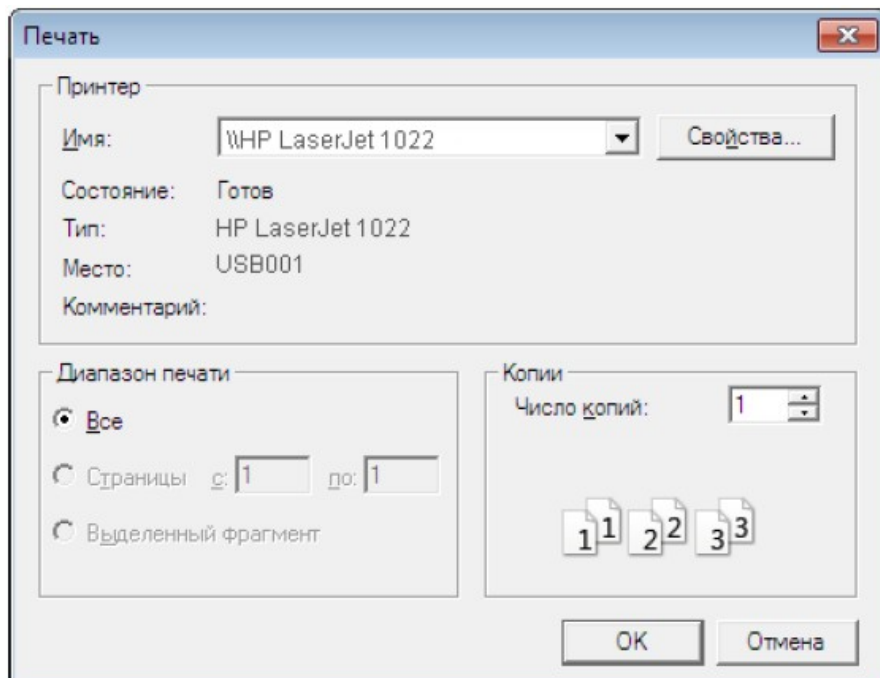 Печать
Принтер
Имя: \\HP LaserJet 1022 Свойства...
Состояние: Готов
Тип: HP LaserJet 1022
Место: USB001
Комментарий:
Диапазон печати
Все
Страницы с: 1 по: 1
Выделенный фрагмент
Копии
Число копий: 1
1 1 2 2 3 3
OK Отмена